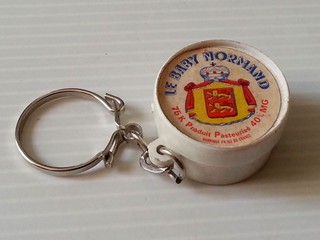 LE BABY NORMAND
75% Produit Pasteurisé 40% MG